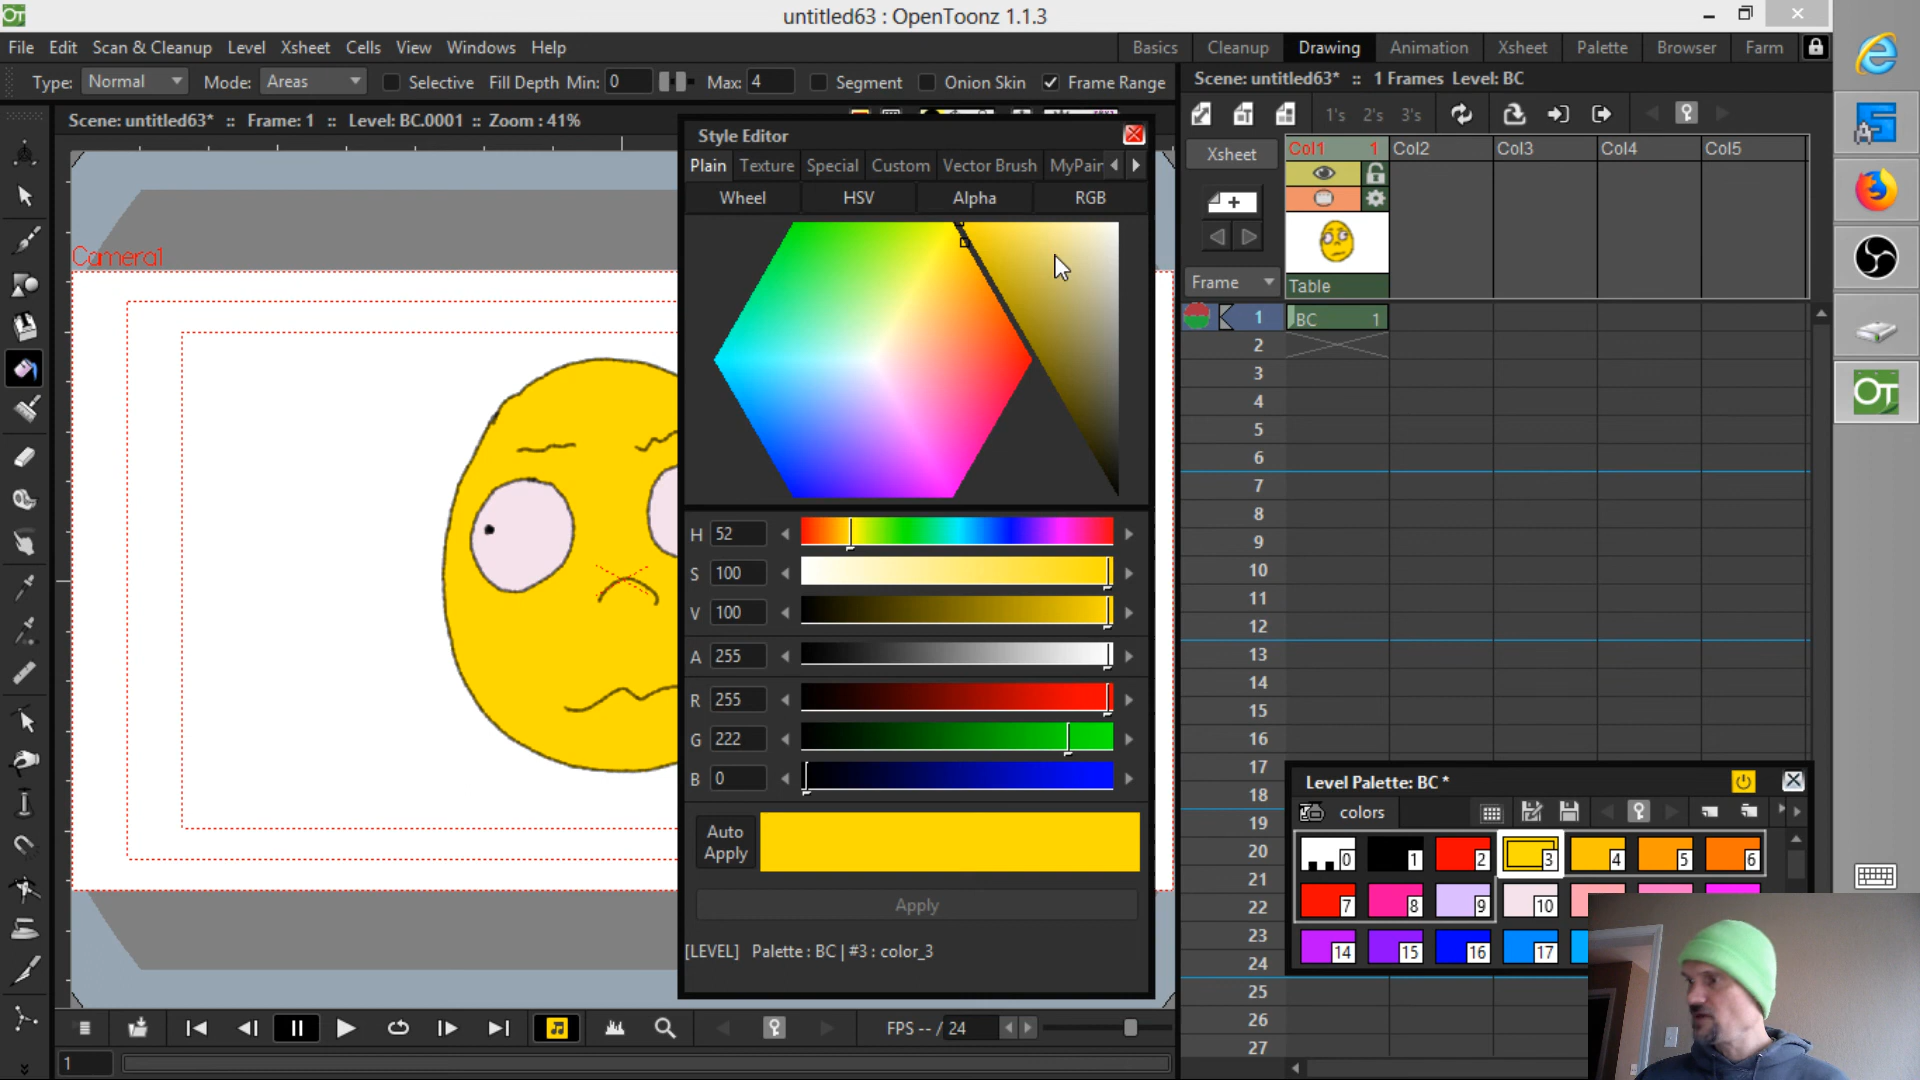 OT untitled63 : OpenToonz 1.1.3
File Edit Scan & Cleanup Level Xsheet Cells View Windows Help
Basics Cleanup Drawing Animation Xsheet Palette Browser Farm
Type: Normal Mode: Areas Selective Fill Depth Min: 0 Max: 4 Segment Onion Skin Frame Range
Scene: untitled63* :: 1 Frames Level: BC
Scene: untitled63* :: Frame: 1 :: Level: BC.0001 :: Zoom : 41%
1's 2's 3's
Style Editor
Plain Texture Special Custom Vector Brush MyPain
Wheel HSV Alpha RGB
Camera1
Xsheet
Col1 1 Col2 Col3 Col4 Col5
Frame
Table
OT
1 BC 1
2
3
4
5
6
7
8
9
10
11
12
13
14
15
16
17
18
19
20
21
22
23
24
25
26
27
H 52
S 100
V 100
A 255
R 255
G 222
B 0
Auto
Apply
Apply
[LEVEL] Palette : BC | #3 : color_3
Level Palette: BC *
colors
0 1 2 3 4 5 6
7 8 9 10
14 15 16 17
FPS -- / 24
1